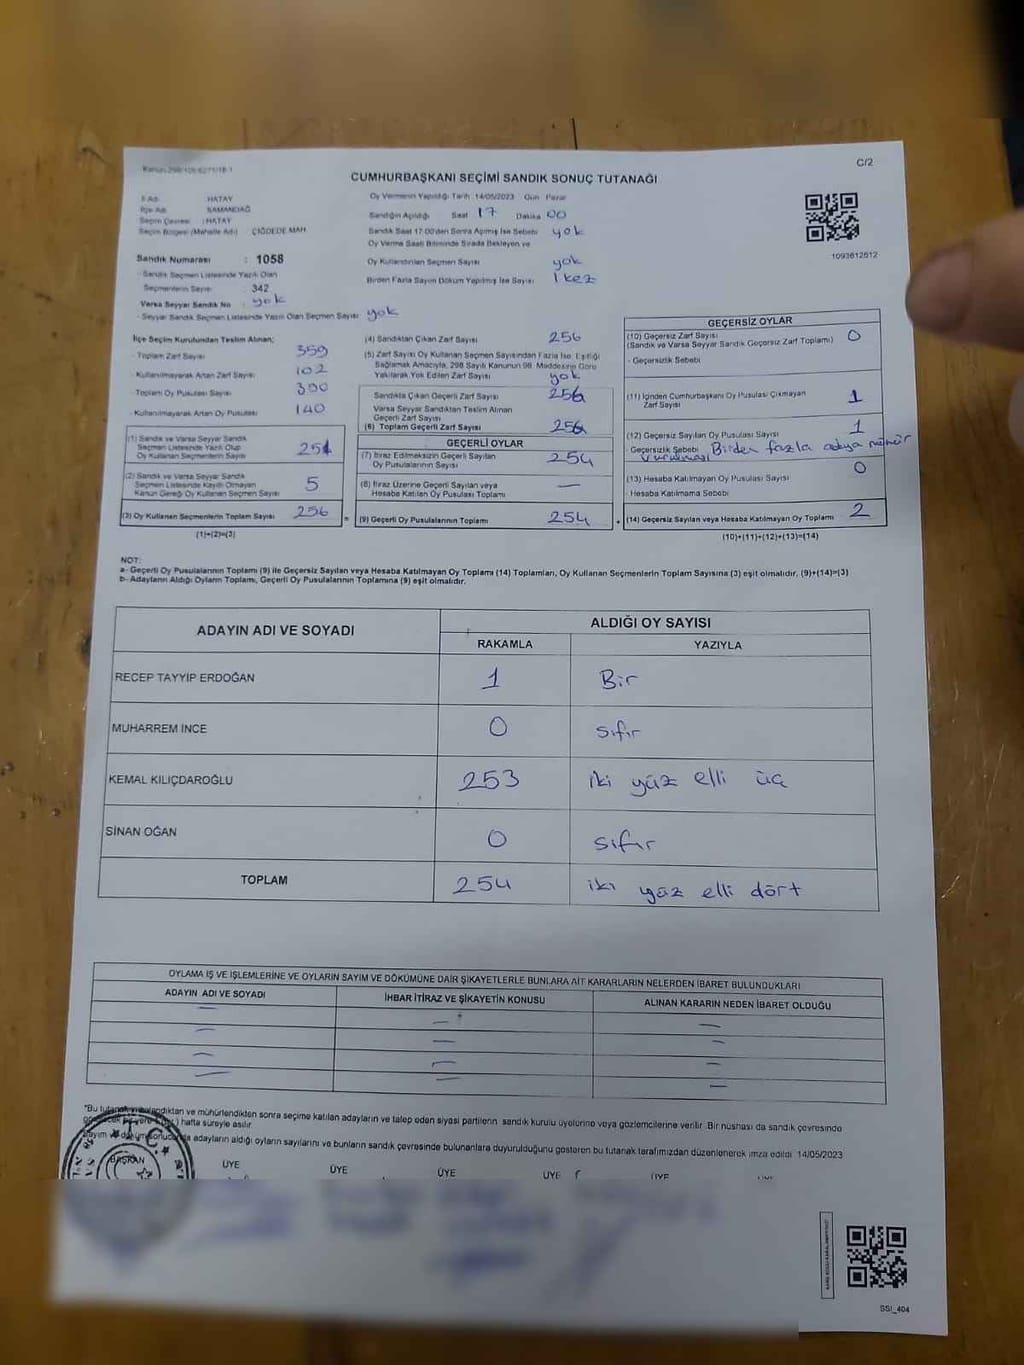 C/2
CUMHURBAŞKANI SEÇİMİ SANDIK SONUÇ TUTANAĞI
İl Adı : HATAY
İlçe Adı : SAMANDAĞ
Seçim Çevresi : HATAY
Seçim Bölgesi (Mahalle Adı) : ÇİĞDEDE MAH.
Sandık Numarası : 1058
- Sandık Seçmen Listesinde Yazılı Olan
Seçmenlerin Sayısı : 342
Varsa Seyyar Sandık No : yok
- Seyyar Sandık Seçmen Listesinde Yazılı Olan Seçmen Sayısı: yok
Oy Vermenin Yapıldığı Tarih 14/05/2023 Gün Pazar
Sandığın Açıldığı Saat 17 Dakika 00
Sandık Saat 17:00'den Sonra Açılmış İse Sebebi yok
Oy Verme Saati Bitiminde Sırada Bekleyen ve
Oy Kullandırılan Seçmen Sayısı yok
Birden Fazla Sayım Döküm Yapılmış İse Sayısı 1 kez
1093612612
İlçe Seçim Kurulundan Teslim Alınan;
- Toplam Zarf Sayısı 359
- Kullanılmayarak Artan Zarf Sayısı 102
- Toplam Oy Pusulası Sayısı 390
- Kullanılmayarak Artan Oy Pusulası 140
(1) Sandık ve Varsa Seyyar Sandık
Seçmen Listesinde Yazılı Olup
Oy Kullanan Seçmenlerin Sayısı 251
(2) Sandık ve Varsa Seyyar Sandık
Seçmen Listesinde Kayıtlı Olmayan
Kanun Gereği Oy Kullanan Seçmen Sayısı 5
(3) Oy Kullanan Seçmenlerin Toplam Sayısı 256
(1)+(2)=(3)
(4) Sandıktan Çıkan Zarf Sayısı 256
(5) Zarf Sayısı Oy Kullanan Seçmen Sayısından Fazla İse, Eşitliği
Sağlamak Amacıyla, 298 Sayılı Kanunun 98. Maddesine Göre
Yakılarak Yok Edilen Zarf Sayısı yok
Sandıkta Çıkan Geçerli Zarf Sayısı 256
Varsa Seyyar Sandıktan Teslim Alınan
Geçerli Zarf Sayısı
(6) Toplam Geçerli Zarf Sayısı 256
GEÇERLİ OYLAR
(7) İtiraz Edilmeksizin Geçerli Sayılan
Oy Pusulalarının Sayısı 254
(8) İtiraz Üzerine Geçerli Sayılan veya
Hesaba Katılan Oy Pusulası Toplamı —
(9) Geçerli Oy Pusulalarının Toplamı 254
GEÇERSİZ OYLAR
(10) Geçersiz Zarf Sayısı 0
(Sandık ve Varsa Seyyar Sandık Geçersiz Zarf Toplamı)
- Geçersizlik Sebebi
(11) İçinden Cumhurbaşkanı Oy Pusulası Çıkmayan
Zarf Sayısı 1
(12) Geçersiz Sayılan Oy Pusulası Sayısı 1
- Geçersizlik Sebebi Birden fazla adaya mühür
vurulması
(13) Hesaba Katılmayan Oy Pusulası Sayısı 0
- Hesaba Katılmama Sebebi
(14) Geçersiz Sayılan veya Hesaba Katılmayan Oy Toplamı 2
(10)+(11)+(12)+(13)=(14)
NOT:
a- Geçerli Oy Pusulalarının Toplamı (9) ile Geçersiz Sayılan veya Hesaba Katılmayan Oy Toplamı (14) Toplamları, Oy Kullanan Seçmenlerin Toplam Sayısına (3) eşit olmalıdır, (9)+(14)=(3)
b- Adayların Aldığı Oyların Toplamı, Geçerli Oy Pusulalarının Toplamına (9) eşit olmalıdır.
ADAYIN ADI VE SOYADI ALDIĞI OY SAYISI
RAKAMLA YAZIYLA
RECEP TAYYİP ERDOĞAN 1 Bir
MUHARREM İNCE 0 sıfır
KEMAL KILIÇDAROĞLU 253 iki yüz elli üç
SİNAN OĞAN 0 sıfır
TOPLAM 254 iki yüz elli dört
OYLAMA İŞ VE İŞLEMLERİNE VE OYLARIN SAYIM VE DÖKÜMÜNE DAİR ŞİKAYETLERLE BUNLARA AİT KARARLARIN NELERDEN İBARET BULUNDUKLARI
ADAYIN ADI VE SOYADI İHBAR İTİRAZ VE ŞİKAYETİN KONUSU ALINAN KARARIN NEDEN İBARET OLDUĞU
— — —
— — —
— — —
— — —
"Bu tutanak imzalandıktan ve mühürlendikten sonra seçime katılan adayların ve talep eden siyasi partilerin sandık kurulu üyelerine veya gözlemcilerine verilir. Bir nüshası da sandık çevresinde
hafta süreyle asılır.
adayların aldığı oyların sayılarını ve bunların sandık çevresinde bulunanlara duyurulduğunu gösteren bu tutanak tarafımızdan düzenlenerek imza edildi. 14/05/2023
T.C.
BAŞKAN ÜYE ÜYE ÜYE ÜYE ÜYE
SSI_404